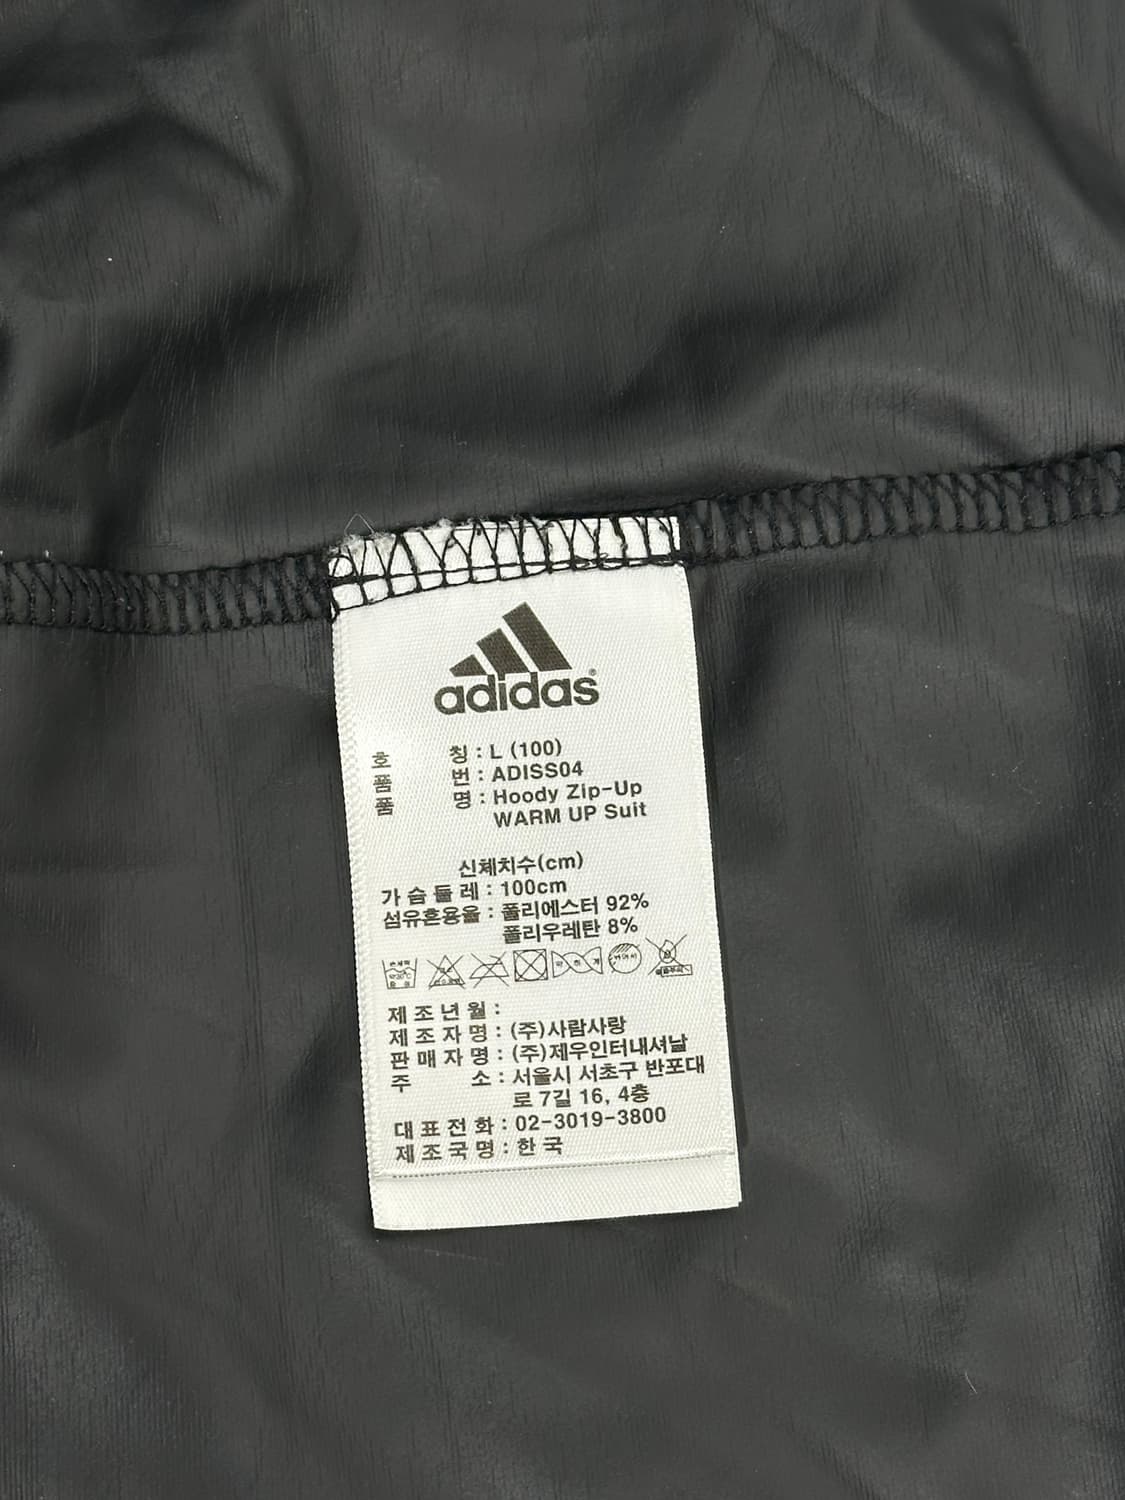 adidas®
호 칭 : L (100)
품 번 : ADISS04
품 명 : Hoody Zip-Up
WARM UP Suit
신체치수(cm)
가슴둘레 : 100cm
섬유혼용율 : 폴리에스터 92%
폴리우레탄 8%
약30℃
제조년월 :
제조자명 : (주)사람사랑
판매자명 : (주)제우인터내셔날
주 소 : 서울시 서초구 반포대
로 7길 16, 4층
대표전화 : 02-3019-3800
제조국명 : 한국